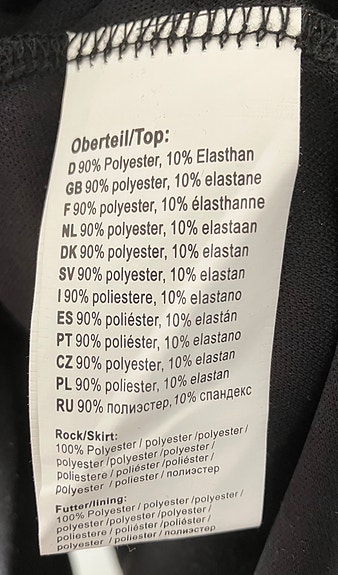 Oberteil/Top:
D 90% Polyester, 10% Elasthan
GB 90% polyester, 10% elastane
F 90% polyester, 10% élasthanne
NL 90% polyester, 10% elastaan
DK 90% polyester, 10% elastan
SV 90% polyester, 10% elastan
I 90% poliestere, 10% elastano
ES 90% poliéster, 10% elastán
PT 90% poliéster, 10% elastano
CZ 90% polyester, 10% elastan
PL 90% poliester, 10% elastan
RU 90% полиэстер, 10% спандекс
Rock/Skirt:
100% Polyester / polyester /polyester /
polyester /polyester /polyester /
poliestere / poliéster /poliéster /
polyester / poliester / полиэстер
Futter/lining:
100% Polyester / polyester /polyester /
polyester /polyester /polyester /
poliestere / poliéster /poliéster /
polyester / poliester / полиэстер